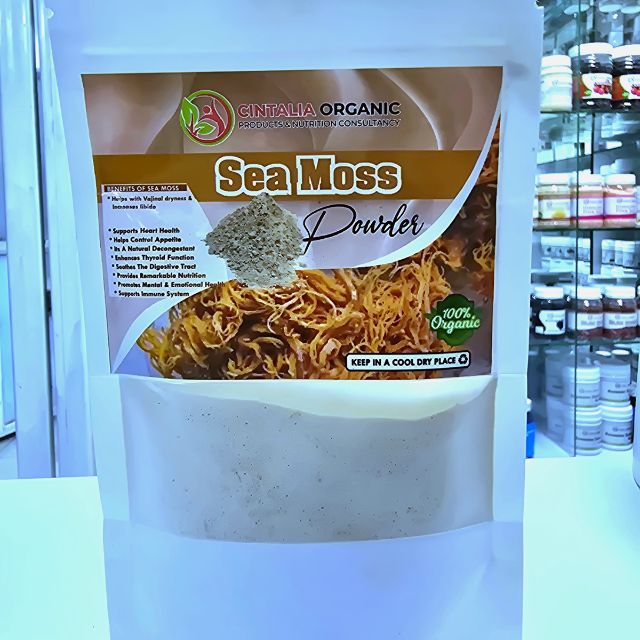 CINTALIA ORGANIC
PRODUCTS & NUTRITION CONSULTANCY
Sea Moss
Powder
BENEFITS OF SEA MOSS
* Helps with Vajinal dryness &
Increases libido
* Supports Heart Health
* Helps Control Appetite
* Its A Natural Decongestant
* Enhances Thyroid Function
* Soothes The Digestive Tract
* Provides Remarkable Nutrition
* Promotes Mental & Emotional Health
* Supports Immune System
100%
Organic
KEEP IN A COOL DRY PLACE